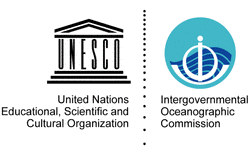 UNESCO
United Nations
Educational, Scientific and
Cultural Organization
Intergovernmental
Oceanographic
Commission